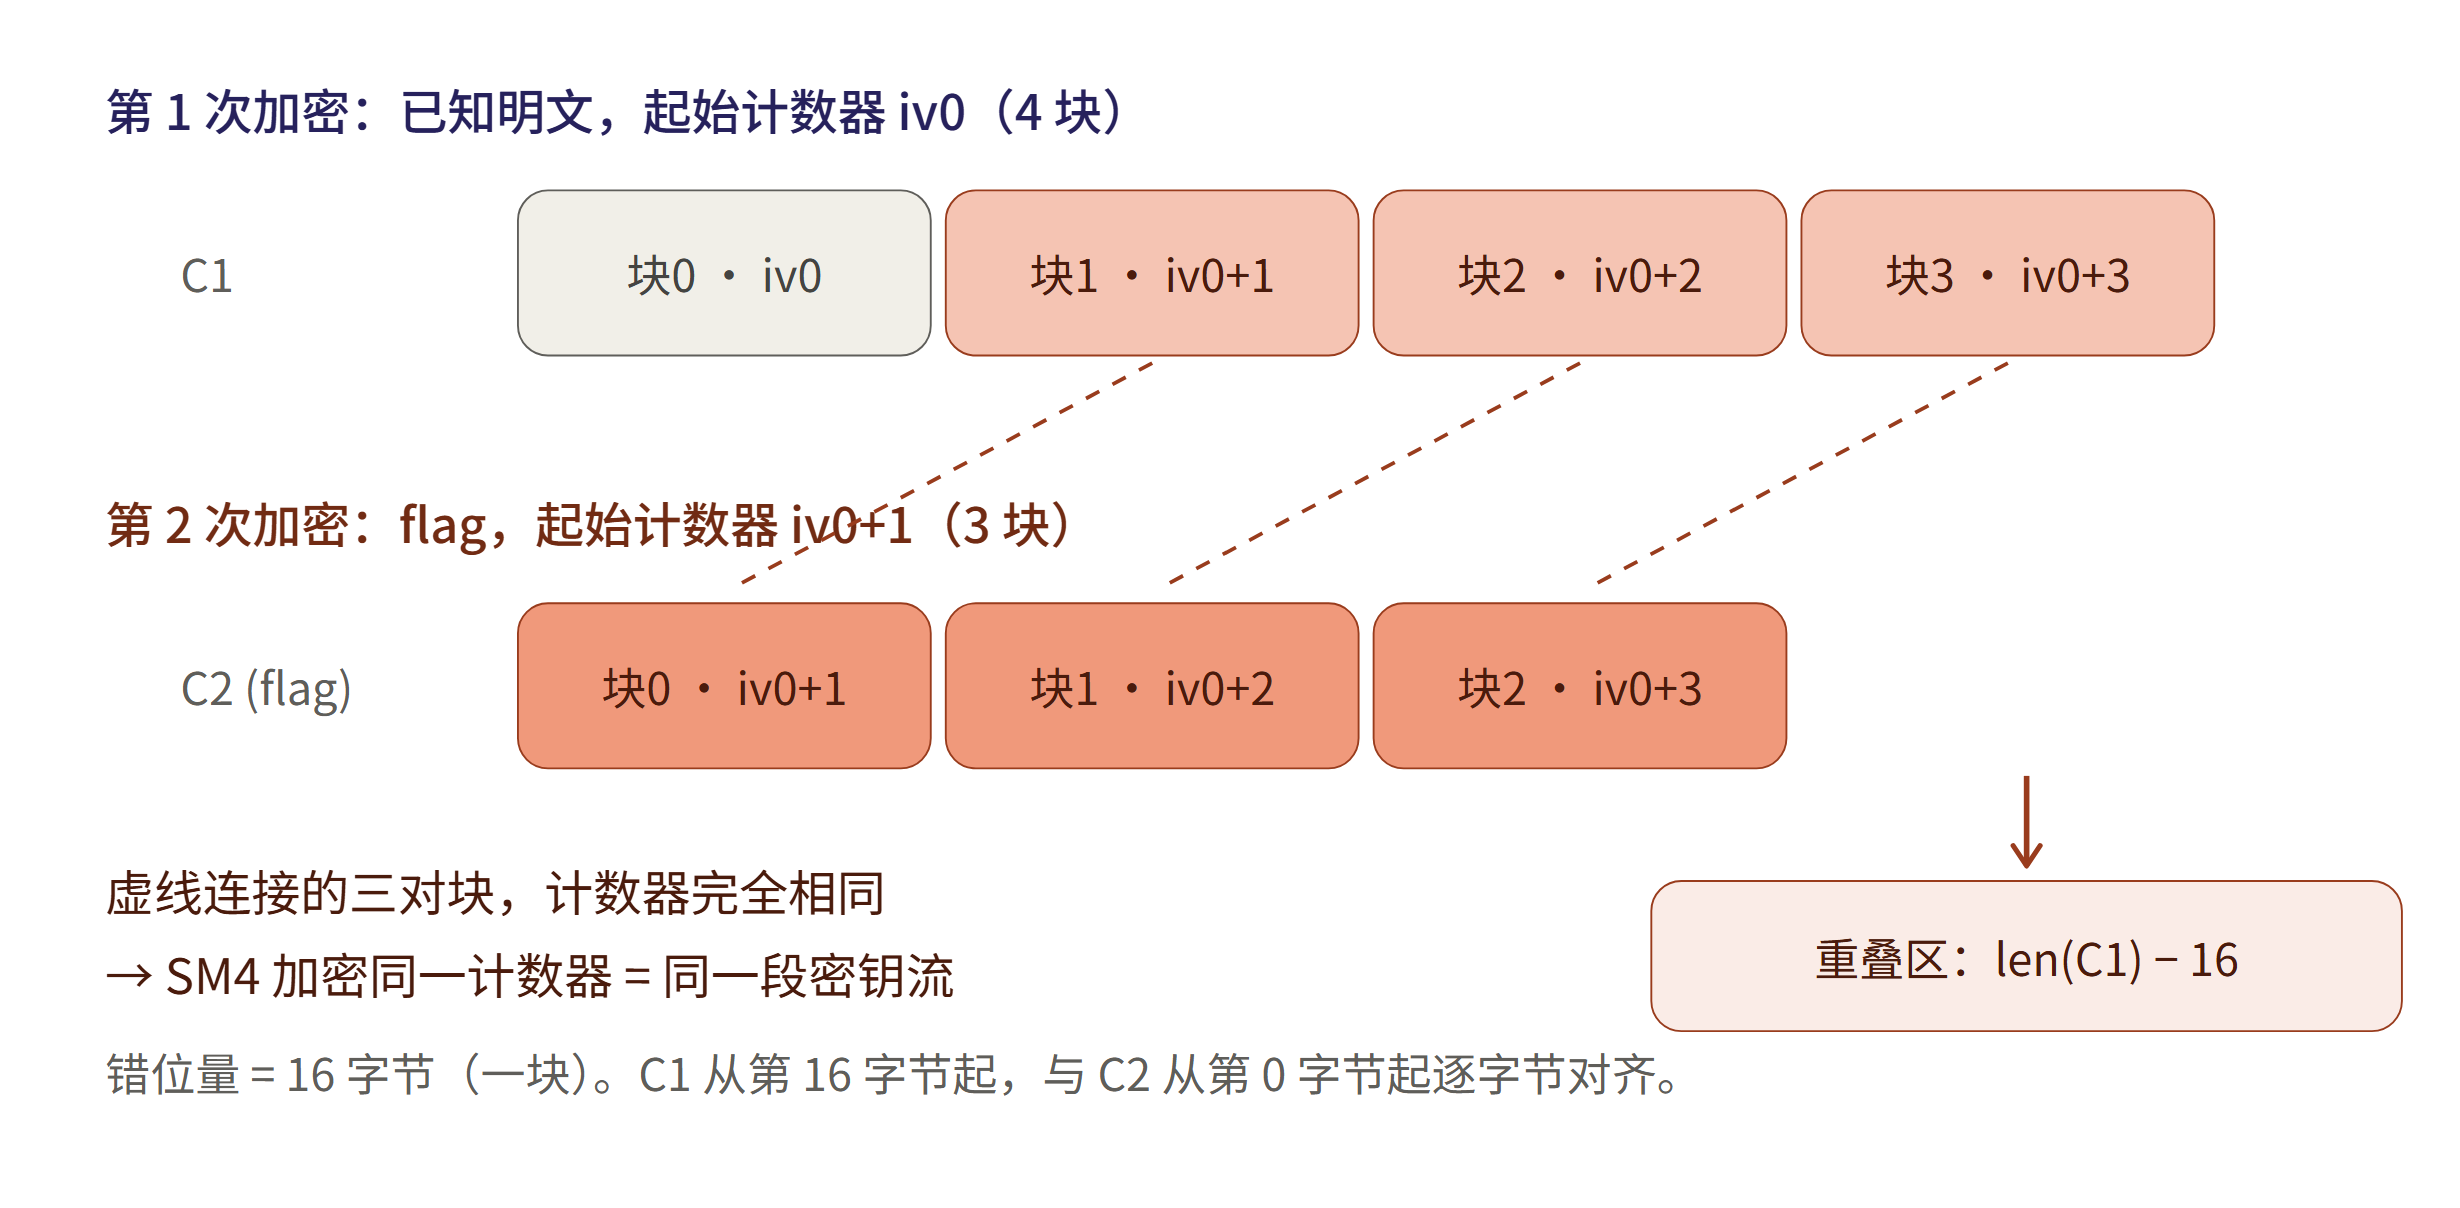 第 1 次加密：已知明文，起始计数器 iv0（4 块）
C1
块0 · iv0
块1 · iv0+1
块2 · iv0+2
块3 · iv0+3
第 2 次加密：flag，起始计数器 iv0+1（3 块）
C2 (flag)
块0 · iv0+1
块1 · iv0+2
块2 · iv0+3
虚线连接的三对块，计数器完全相同
→ SM4 加密同一计数器 = 同一段密钥流
重叠区：len(C1) − 16
错位量 = 16 字节（一块）。C1 从第 16 字节起，与 C2 从第 0 字节起逐字节对齐。